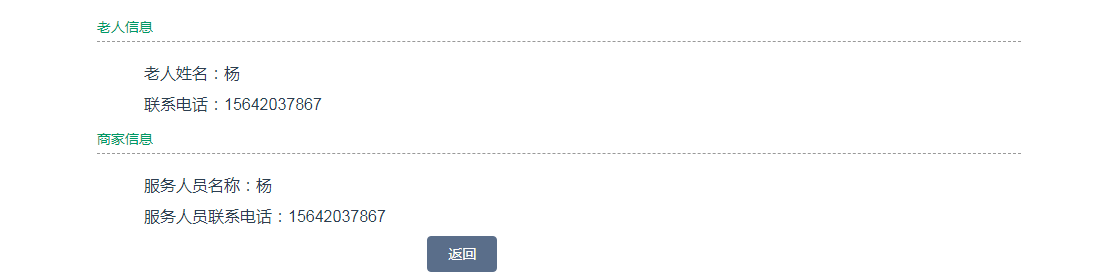 老人信息
老人姓名：杨
联系电话：15642037867
商家信息
服务人员名称：杨
服务人员联系电话：15642037867
返回